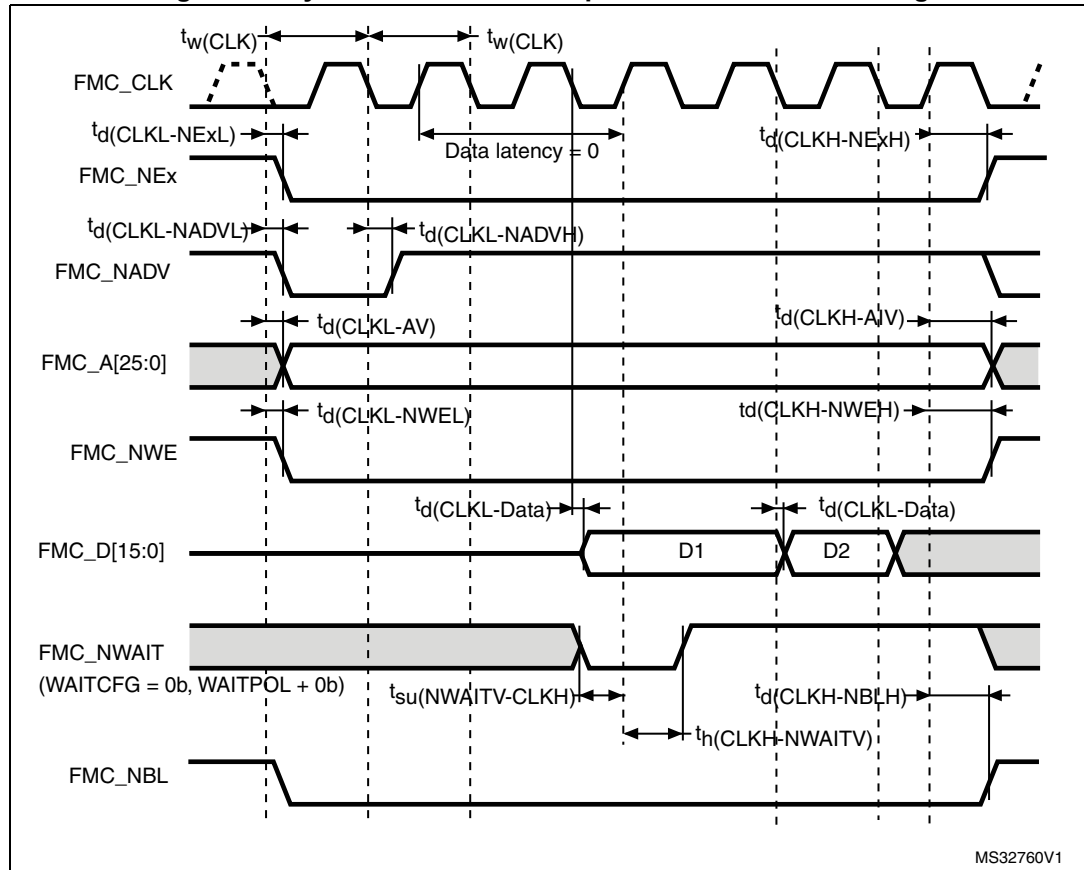 tw(CLK) tw(CLK)
FMC_CLK
td(CLKL-NExL) Data latency = 0 td(CLKH-NExH)
FMC_NEx
td(CLKL-NADVL) td(CLKL-NADVH)
FMC_NADV
td(CLKL-AV) td(CLKH-AIV)
FMC_A[25:0]
td(CLKL-NWEL) td(CLKH-NWEH)
FMC_NWE
td(CLKL-Data) td(CLKL-Data)
FMC_D[15:0] D1 D2
FMC_NWAIT
(WAITCFG = 0b, WAITPOL + 0b)
tsu(NWAITV-CLKH) td(CLKH-NBLH)
th(CLKH-NWAITV)
FMC_NBL
MS32760V1